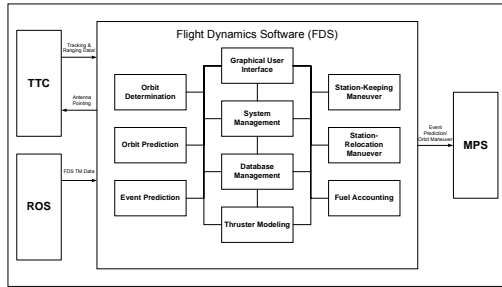 Flight Dynamics Software (FDS)
TTC
Tracking &
Ranging Data/
Antenna
Pointing
ROS
FDS TM Data
Graphical User
Interface
Orbit
Determination
Station-Keeping
Maneuver
System
Management
Orbit Prediction
Station-
Relocation
Manuever
Database
Management
Event Prediction
Fuel Accounting
Thruster Modeling
Event
Prediction/
Orbit Maneuver
MPS